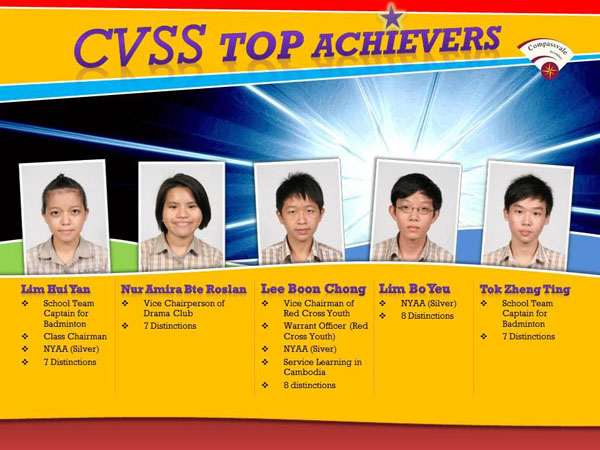 CVSS TOP ACHIEVERS
Compassvale
Lim Hui Yan
❖ School Team
Captain for
Badminton
❖ Class Chairman
❖ NYAA (Silver)
❖ 7 Distinctions
Nur Amira Bte Roslan
❖ Vice Chairperson of
Drama Club
❖ 7 Distinctions
Lee Boon Chong
❖ Vice Chairman of
Red Cross Youth
❖ Warrant Officer (Red
Cross Youth)
❖ NYAA (Siver)
❖ Service Learning in
Cambodia
❖ 8 distinctions
Lim Bo Yeu
❖ NYAA (Silver)
❖ 8 Distinctions
Tok Zheng Ting
❖ School Team
Captain for
Badminton
❖ 7 Distinctions